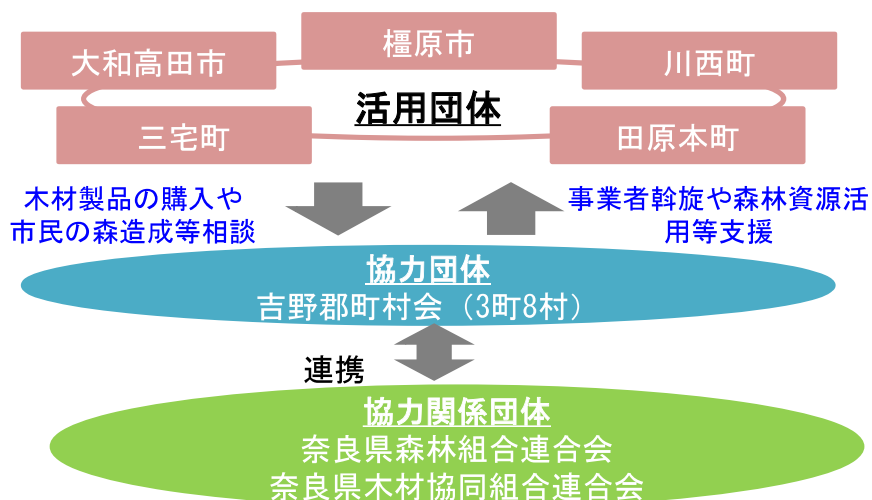 橿原市
大和高田市
川西町
活用団体
三宅町
田原本町
木材製品の購入や
市民の森造成等相談
事業者斡旋や森林資源活
用等支援
協力団体
吉野郡町村会（3町8村）
連携
協力関係団体
奈良県森林組合連合会
奈良県木材協同組合連合会